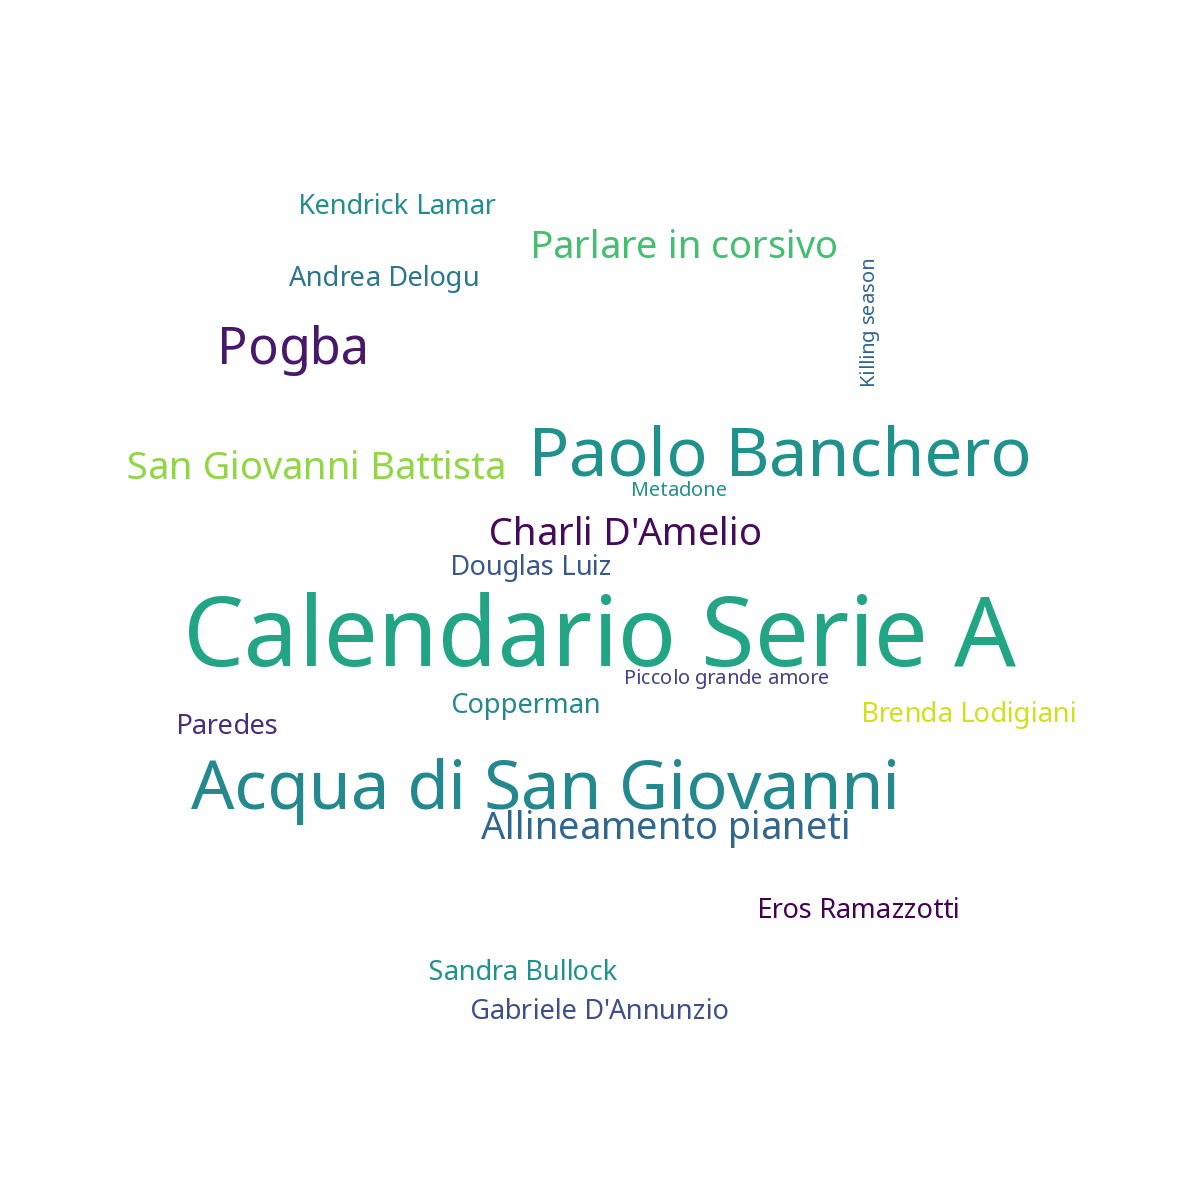 Kendrick Lamar
Parlare in corsivo
Andrea Delogu
Killing season
Pogba
Paolo Banchero
San Giovanni Battista
Metadone
Charli D'Amelio
Douglas Luiz
Calendario Serie A
Piccolo grande amore
Copperman
Brenda Lodigiani
Paredes
Acqua di San Giovanni
Allineamento pianeti
Eros Ramazzotti
Sandra Bullock
Gabriele D'Annunzio